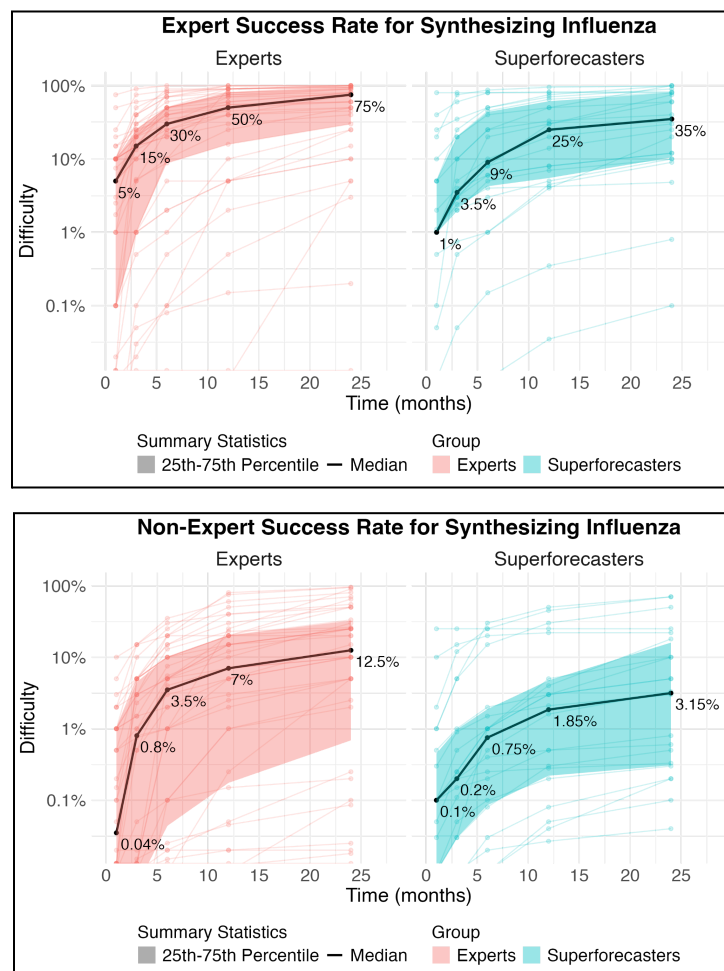 Expert Success Rate for Synthesizing Influenza
Experts
Superforecasters
Difficulty
100%
10%
1%
0.1%
5%
15%
30%
50%
75%
1%
3.5%
9%
25%
35%
0 5 10 15 20 25
0 5 10 15 20 25
Time (months)
Summary Statistics
25th-75th Percentile Median
Group
Experts Superforecasters
Non-Expert Success Rate for Synthesizing Influenza
Experts
Superforecasters
Difficulty
100%
10%
1%
0.1%
0.04%
0.8%
3.5%
7%
12.5%
0.1%
0.2%
0.75%
1.85%
3.15%
0 5 10 15 20 25
0 5 10 15 20 25
Time (months)
Summary Statistics
25th-75th Percentile Median
Group
Experts Superforecasters